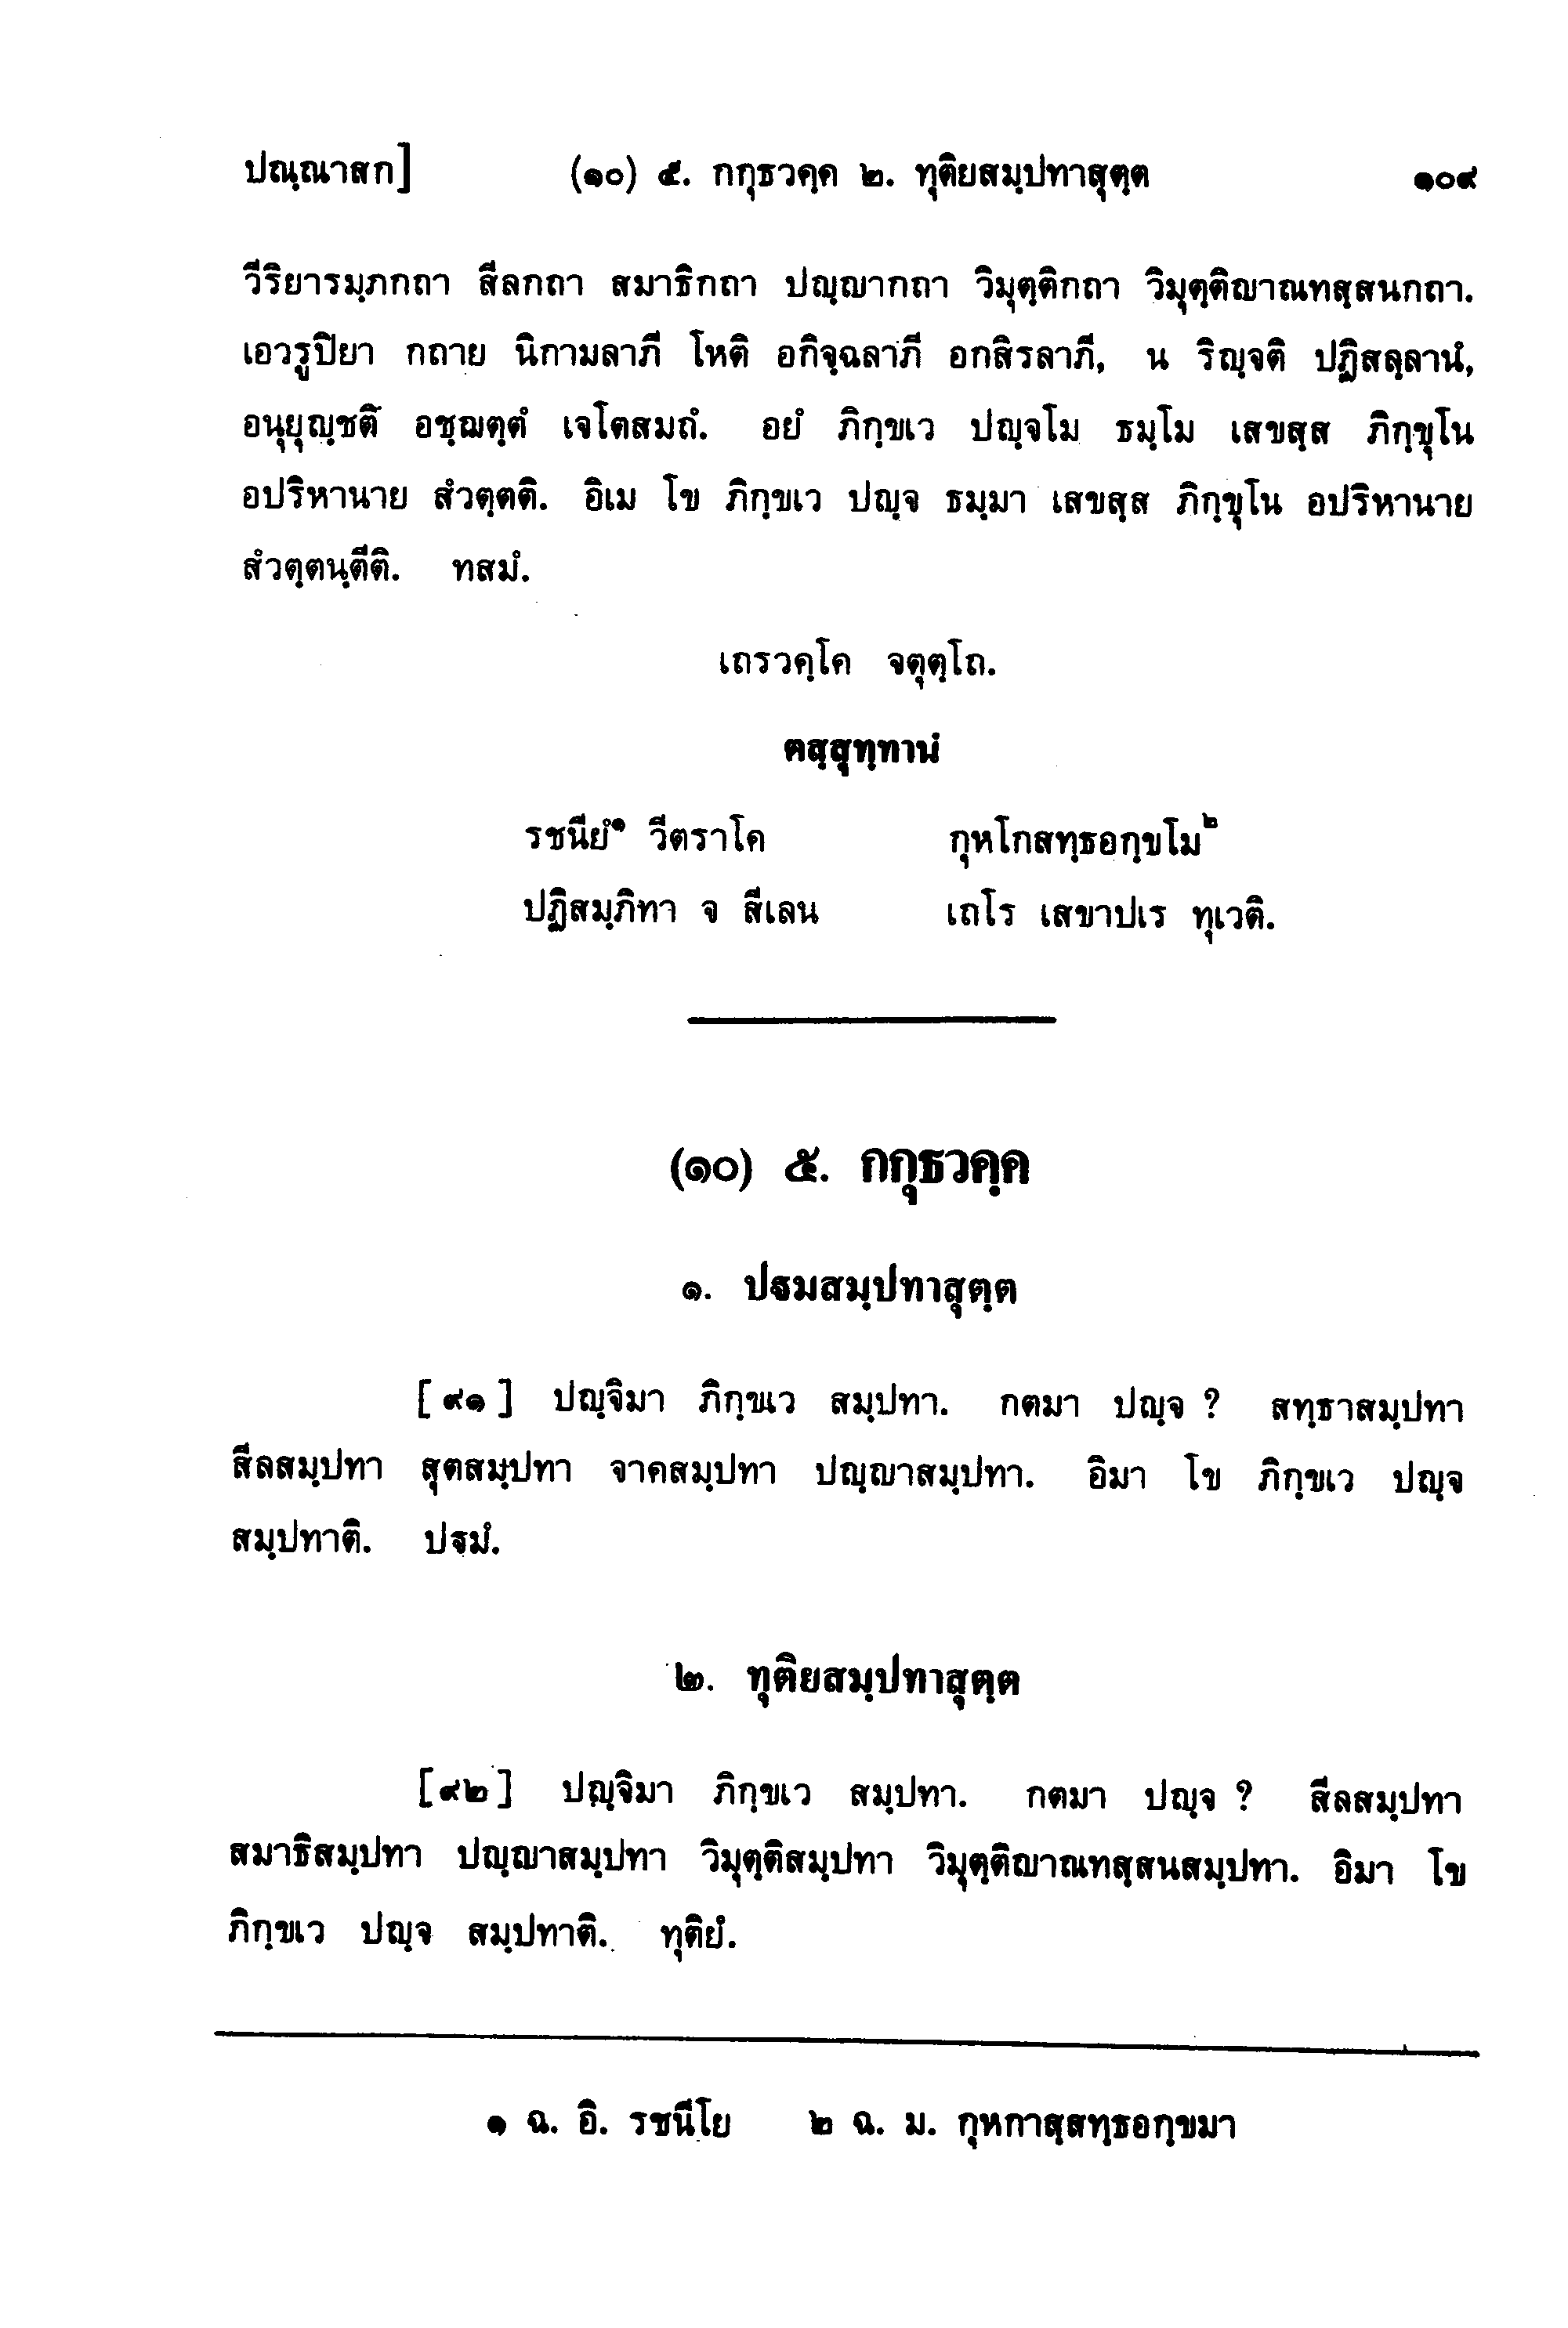 ปณฺณาสก] (๑๐) ๕. กกุธวคฺค ๒. ทุติยสมฺปทาสุตฺต ๑๐๙
วีริยารมฺภกถา สีลกถา สมาธิกถา ปญฺญากถา วิมุตฺติกถา วิมุตฺติญาณทสฺสนกถา.
เอวรูปิยา กถาย นิกามลาภี โหติ อกิจฺฉลาภี อกสิรลาภี, น ริญฺจติ ปฏิสลฺลานํ,
อนุยุญฺชติ อชฺฌตฺตํ เจโตสมถํ. อยํ ภิกฺขเว ปญฺจโม ธมฺโม เสขสฺส ภิกฺขุโน
อปริหานาย สํวตฺตติ. อิเม โข ภิกฺขเว ปญฺจ ธมฺมา เสขสฺส ภิกฺขุโน อปริหานาย
สํวตฺตนฺตีติ. ทสมํ.
เถรวคฺโค จตุตฺโถ.
ตสฺสุทฺทานํ
รชนียํ๑ วีตราโค กุหโกสทฺธอกฺขโม๒
ปฏิสมฺภิทา จ สีเลน เถโร เสขาปเร ทุเวติ.
(๑๐) ๕. กกุธวคฺค
๑. ปฐมสมฺปทาสุตฺต
[๙๑] ปญฺจิมา ภิกฺขเว สมฺปทา. กตมา ปญฺจ ? สทฺธาสมฺปทา
สีลสมฺปทา สุตสมฺปทา จาคสมฺปทา ปญฺญาสมฺปทา. อิมา โข ภิกฺขเว ปญฺจ
สมฺปทาติ. ปฐมํ.
๒. ทุติยสมฺปทาสุตฺต
[๙๒] ปญฺจิมา ภิกฺขเว สมฺปทา. กตมา ปญฺจ ? สีลสมฺปทา
สมาธิสมฺปทา ปญฺญาสมฺปทา วิมุตฺติสมฺปทา วิมุตฺติญาณทสฺสนสมฺปทา. อิมา โข
ภิกฺขเว ปญฺจ สมฺปทาติ. ทุติยํ.
๑ ฉ. อิ. รชนีโย ๒ ฉ. ม. กุหกาสฺสทฺธอกฺขมา